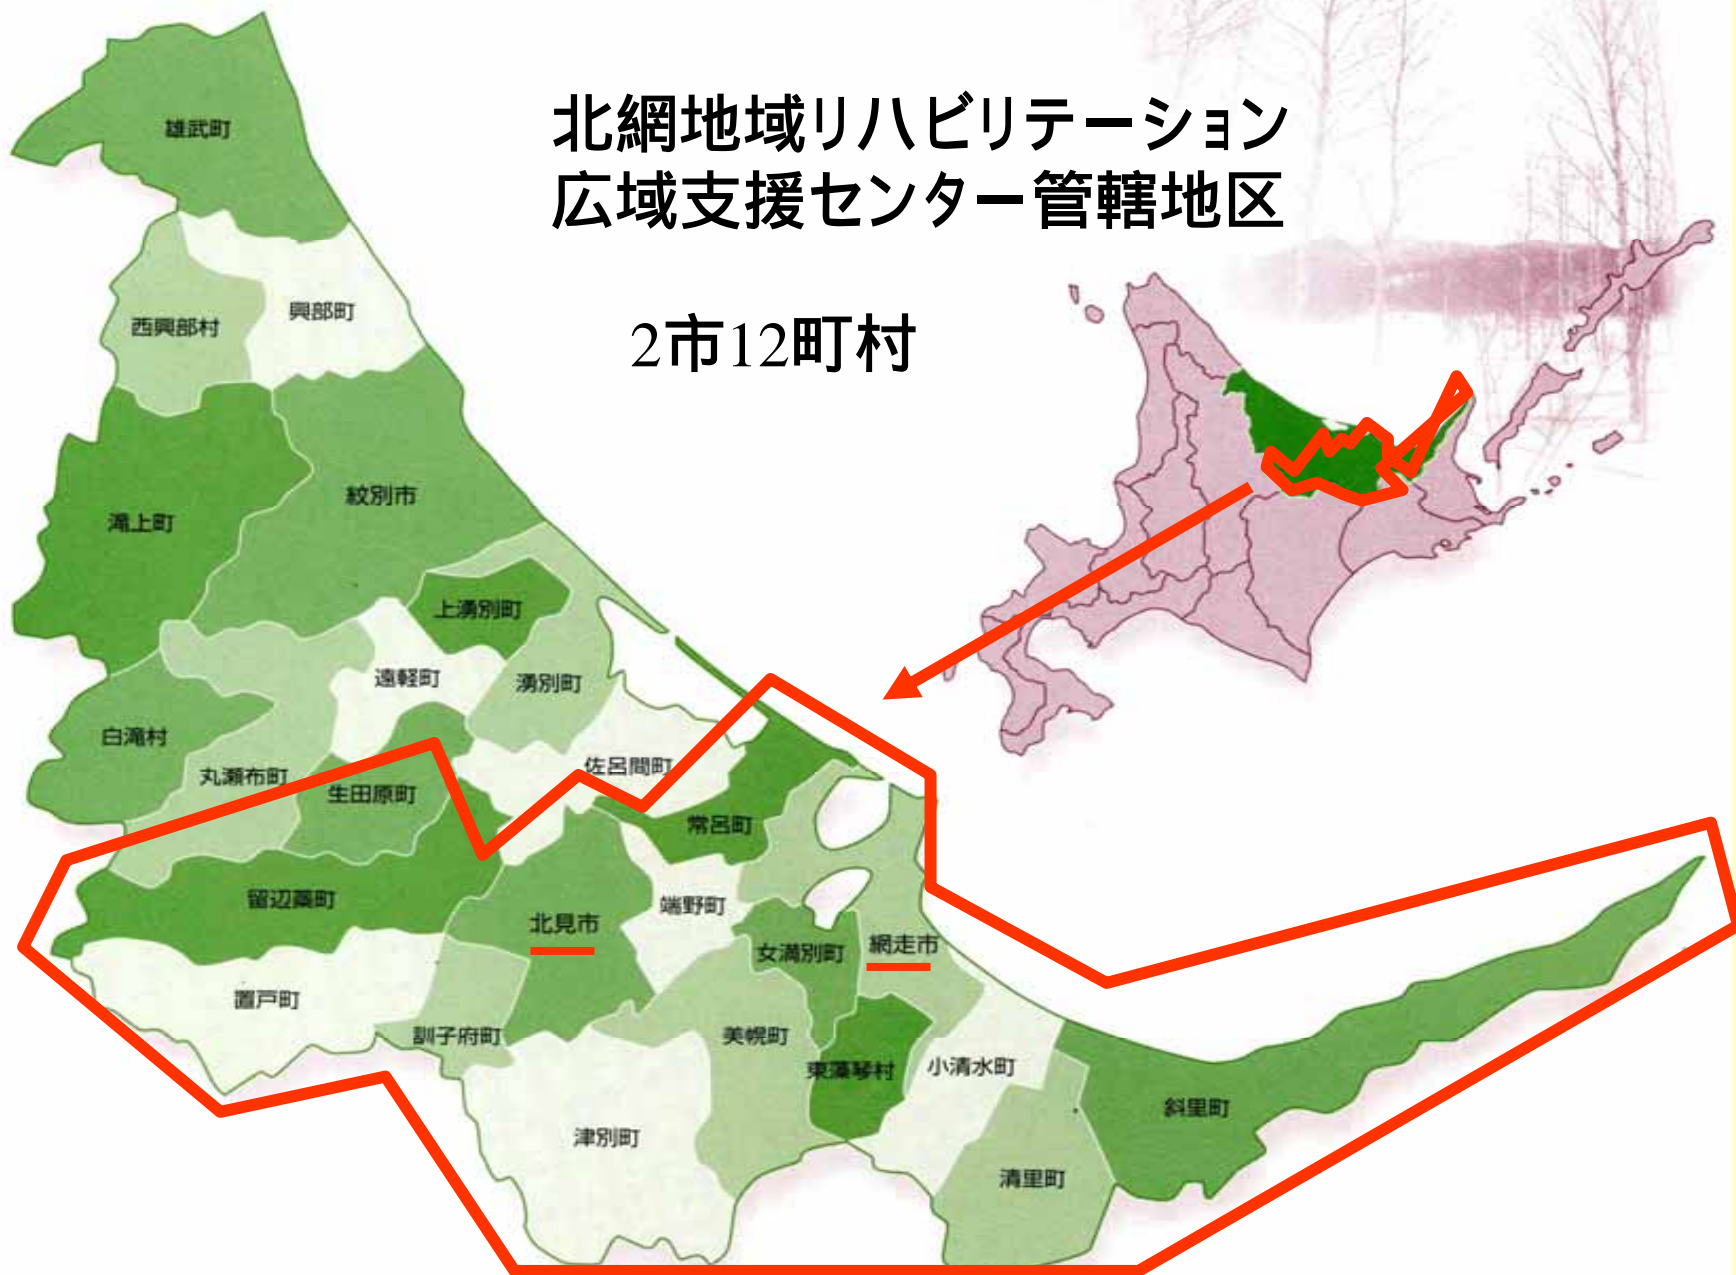 北網地域リハビリテーション
広域支援センター管轄地区
2市12町村
雄武町
西興部村
興部町
滝上町
紋別市
上湧別町
遠軽町
湧別町
白滝村
丸瀬布町
生田原町
佐呂間町
常呂町
留辺蘂町
北見市
端野町
女満別町
網走市
置戸町
訓子府町
美幌町
東藻琴村
小清水町
斜里町
津別町
清里町